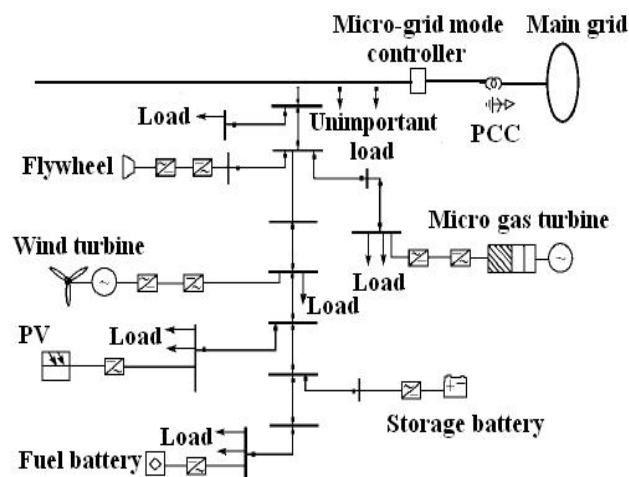 Micro-grid mode
controller
Main grid
PCC
Load
Unimportant
load
Flywheel
Micro gas turbine
Load
Wind turbine
~
~
Load
PV
Load
Storage battery
Load
Fuel battery